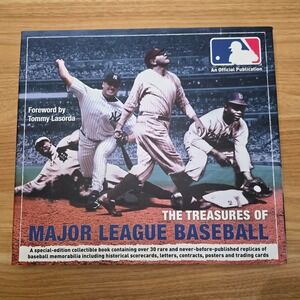 An Official Publication
Foreword by
Tommy Lasorda
THE TREASURES OF
MAJOR LEAGUE BASEBALL
A special-edition collectible book containing over 30 rare and never-before-published replicas of
baseball memorabilia including historical scorecards, letters, contracts, posters and trading cards